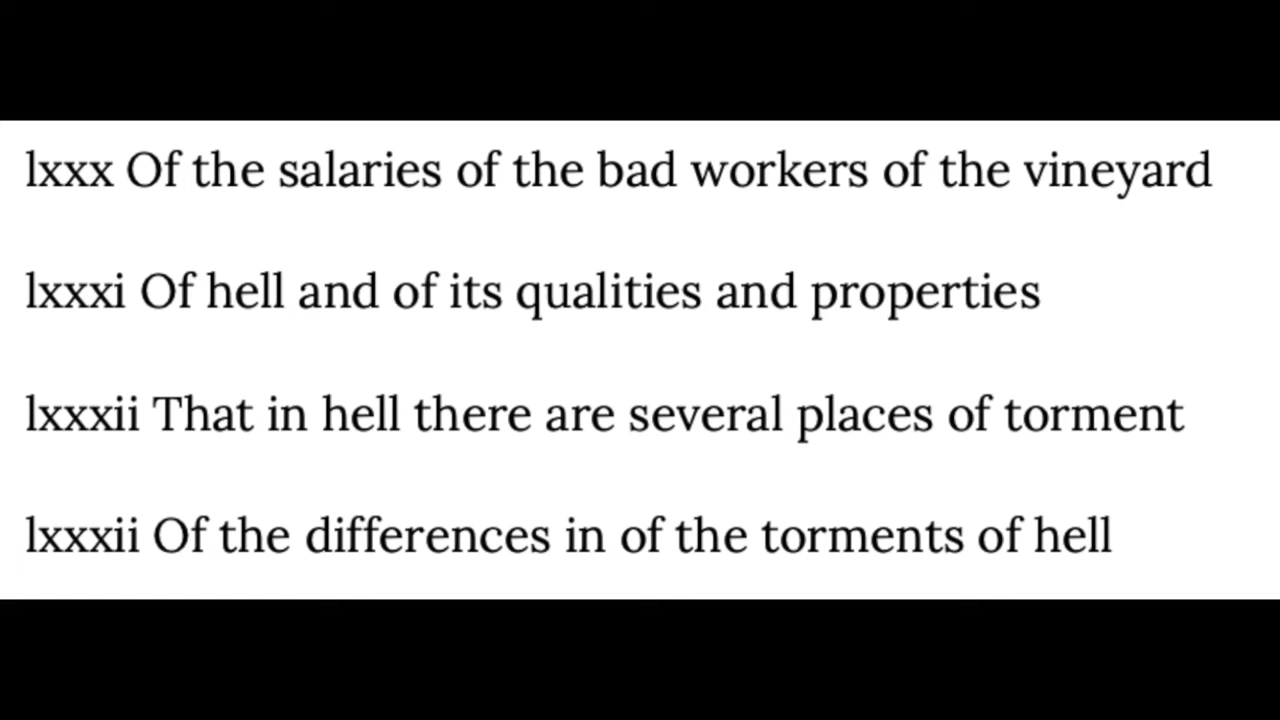 lxxx Of the salaries of the bad workers of the vineyard
lxxxi Of hell and of its qualities and properties
lxxxii That in hell there are several places of torment
lxxxii Of the differences in of the torments of hell